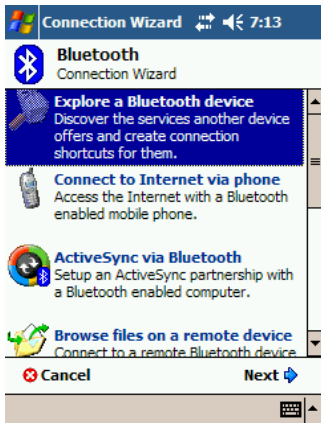 Connection Wizard 7:13
Bluetooth
Connection Wizard
Explore a Bluetooth device
Discover the services another device
offers and create connection
shortcuts for them.
Connect to Internet via phone
Access the Internet with a Bluetooth
enabled mobile phone.
ActiveSync via Bluetooth
Setup an ActiveSync partnership with
a Bluetooth enabled computer.
Browse files on a remote device
Connect to a remote Bluetooth device
Cancel Next